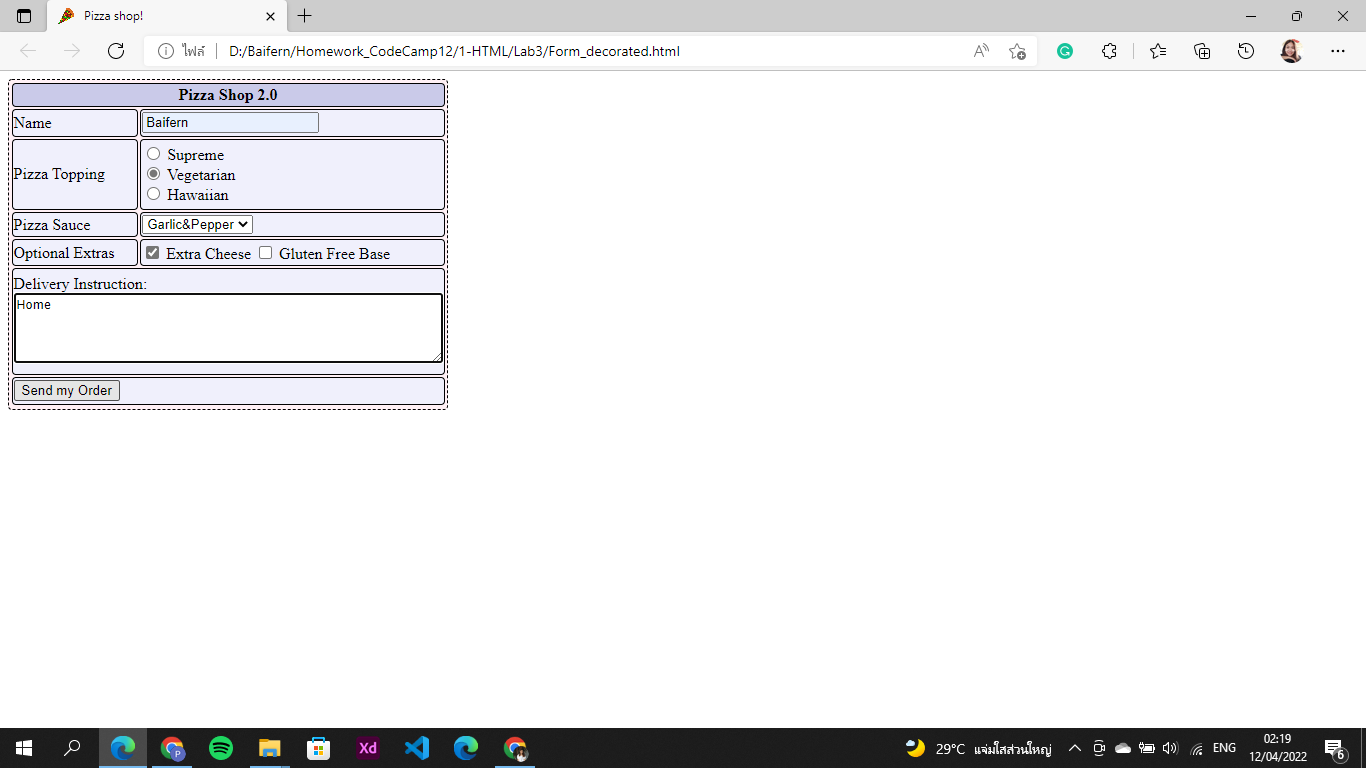 Pizza shop!
ไฟล์ D:/Baifern/Homework_CodeCamp12/1-HTML/Lab3/Form_decorated.html
Pizza Shop 2.0
Name Baifern
Pizza Topping
Supreme
Vegetarian
Hawaiian
Pizza Sauce Garlic&Pepper
Optional Extras Extra Cheese Gluten Free Base
Delivery Instruction:
Home
Send my Order
P Xd 29°C แจ่มใสส่วนใหญ่ ENG 02:19
12/04/2022 6